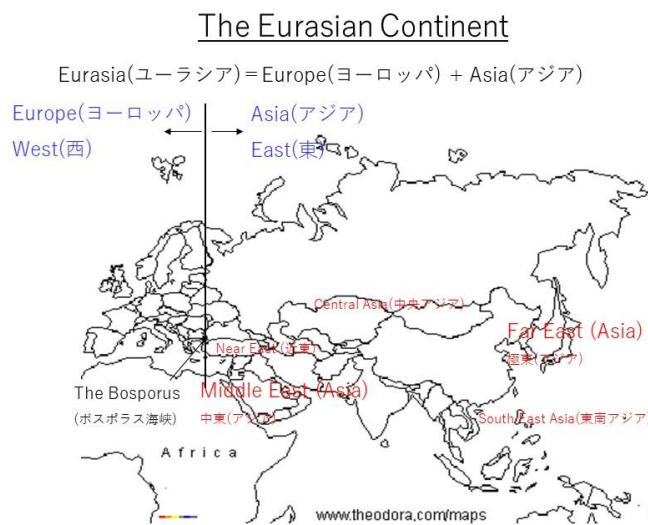 The Eurasian Continent
Eurasia(ユーラシア)＝Europe(ヨーロッパ) + Asia(アジア)
Europe(ヨーロッパ)
Asia(アジア)
West(西)
East(東)
Central Asia(中央アジア)
Far East (Asia)
極東(アジア)
Near East (近東)
Middle East (Asia)
中東(アジア)
The Bosporus
(ボスポラス海峡)
South East Asia(東南アジア)
Africa
www.theodora.com/maps